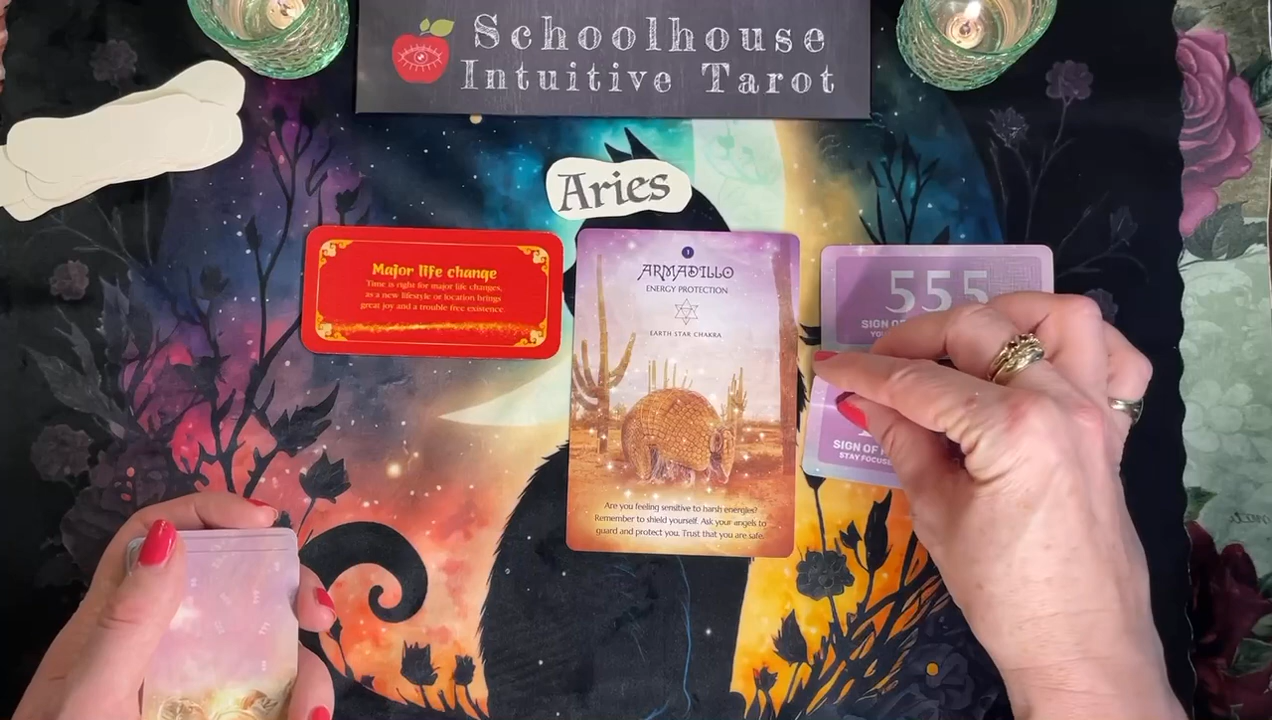 Schoolhouse
Intuitive Tarot
Aries
Major life change
Time is right for major life changes,
as a new lifestyle or location brings
great joy and a trouble free existence.
1
ARMADILLO
ENERGY PROTECTION
EARTH STAR CHAKRA
Are you feeling sensitive to harsh energies?
Remember to shield yourself. Ask your angels to
guard and protect you. Trust that you are safe.
555
SIGN OF
SIGN OF
STAY FOCUSE